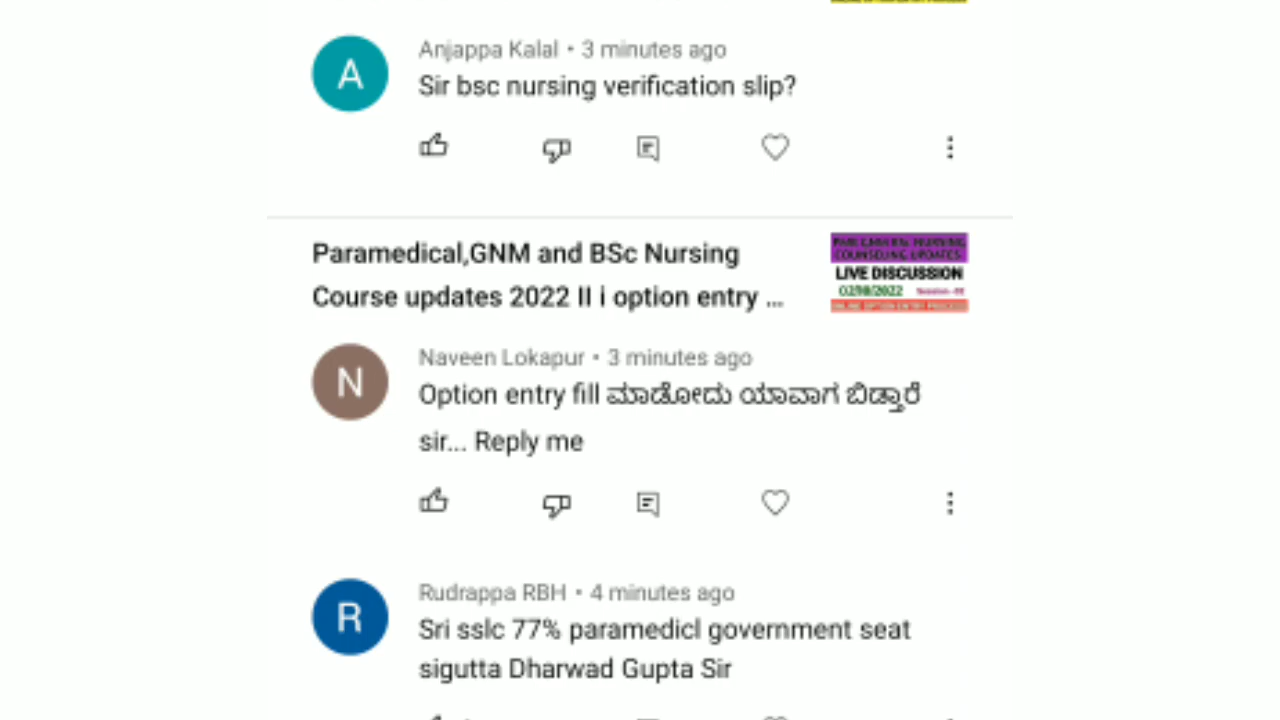 A
Anjappa Kalal • 3 minutes ago
Sir bsc nursing verification slip?
Paramedical,GNM and BSc Nursing
Course updates 2022 II i option entry ...
COUNSELING UPDATES
LIVE DISCUSSION
N
Naveen Lokapur • 3 minutes ago
Option entry fill ಮಾಡೋದು ಯಾವಾಗ ಬಿಡ್ತಾರೆ
sir... Reply me
R
Rudrappa RBH • 4 minutes ago
Sri sslc 77% paramedicl government seat
sigutta Dharwad Gupta Sir